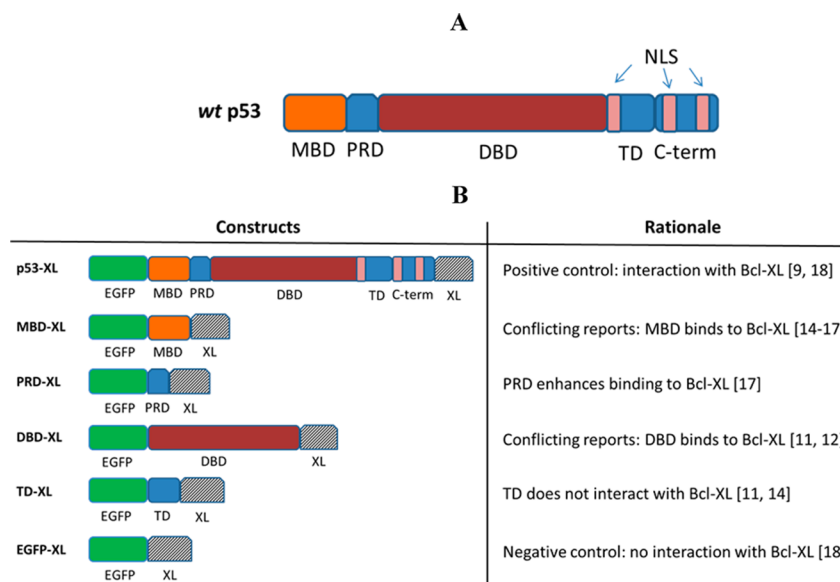 A
NLS
wt p53
MBD PRD DBD TD C-term
B
Constructs Rationale
p53-XL Positive control: interaction with Bcl-XL [9, 18]
EGFP MBD PRD DBD TD C-term XL
MBD-XL Conflicting reports: MBD binds to Bcl-XL [14-17
EGFP MBD XL
PRD-XL PRD enhances binding to Bcl-XL [17]
EGFP PRD XL
DBD-XL Conflicting reports: DBD binds to Bcl-XL [11, 12]
EGFP DBD XL
TD-XL TD does not interact with Bcl-XL [11, 14]
EGFP TD XL
EGFP-XL Negative control: no interaction with Bcl-XL [18
EGFP XL